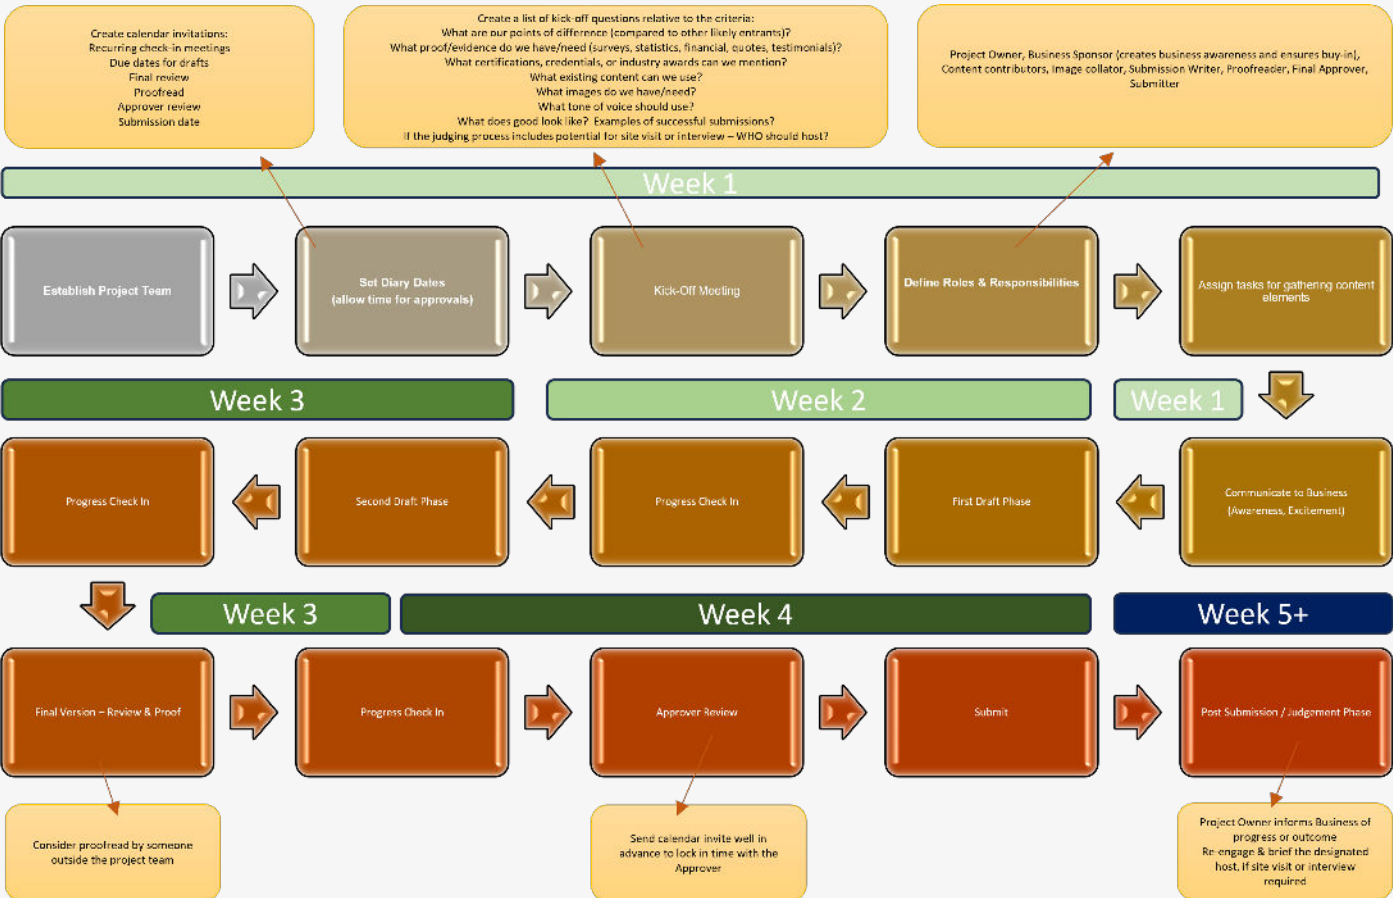 Create calendar invitations:
Recurring check-in meetings
Due dates for drafts
Final review
Proofread
Approver review
Submission date
Create a list of kick-off questions relative to the criteria:
What are our points of difference (compared to other likely entrants)?
What proof/evidence do we have/need (surveys, statistics, financial, quotes, testimonials)?
What certifications, credentials, or industry awards can we mention?
What existing content can we use?
What images do we have/need?
What tone of voice should use?
What does good look like? Examples of successful submissions?
If the judging process includes potential for site visit or interview – WHO should host?
Project Owner, Business Sponsor (creates business awareness and ensures buy-in),
Content contributors, Image collator, Submission Writer, Proofreader, Final Approver,
Submitter
Week 1
Establish Project Team
Set Diary Dates
(allow time for approvals)
Kick-Off Meeting
Define Roles & Responsibilities
Assign tasks for gathering content
elements
Week 3
Week 2
Week 1
Progress Check In
Second Draft Phase
Progress Check In
First Draft Phase
Communicate to Business
(Awareness, Excitement)
Week 3
Week 4
Week 5+
Final Version – Review & Proof
Progress Check In
Approver Review
Submit
Post Submission / Judgement Phase
Consider proofread by someone
outside the project team
Send calendar invite well in
advance to lock in time with the
Approver
Project Owner informs Business of
progress or outcome
Re-engage & brief the designated
host, if site visit or interview
required